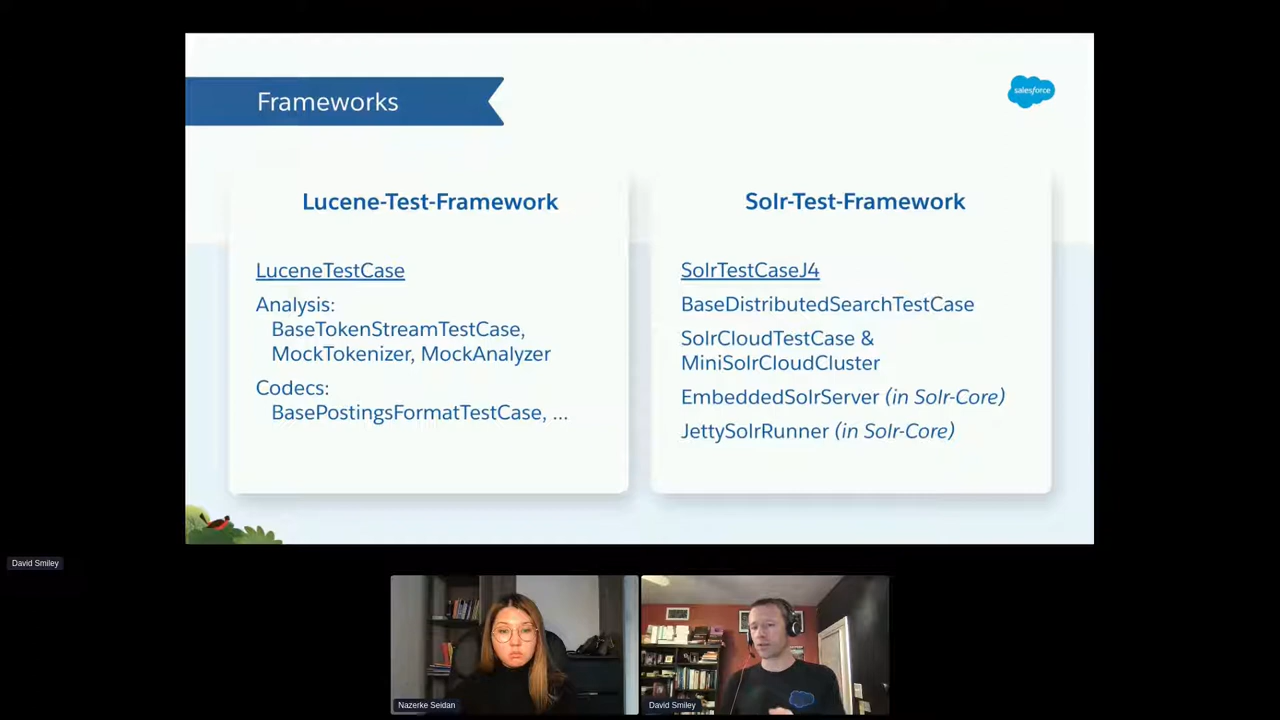 Frameworks
salesforce
Lucene-Test-Framework
LuceneTestCase
Analysis:
BaseTokenStreamTestCase,
MockTokenizer, MockAnalyzer
Codecs:
BasePostingsFormatTestCase, ...
Solr-Test-Framework
SolrTestCaseJ4
BaseDistributedSearchTestCase
SolrCloudTestCase &
MiniSolrCloudCluster
EmbeddedSolrServer (in Solr-Core)
JettySolrRunner (in Solr-Core)
David Smiley
Nazerke Seidan
David Smiley